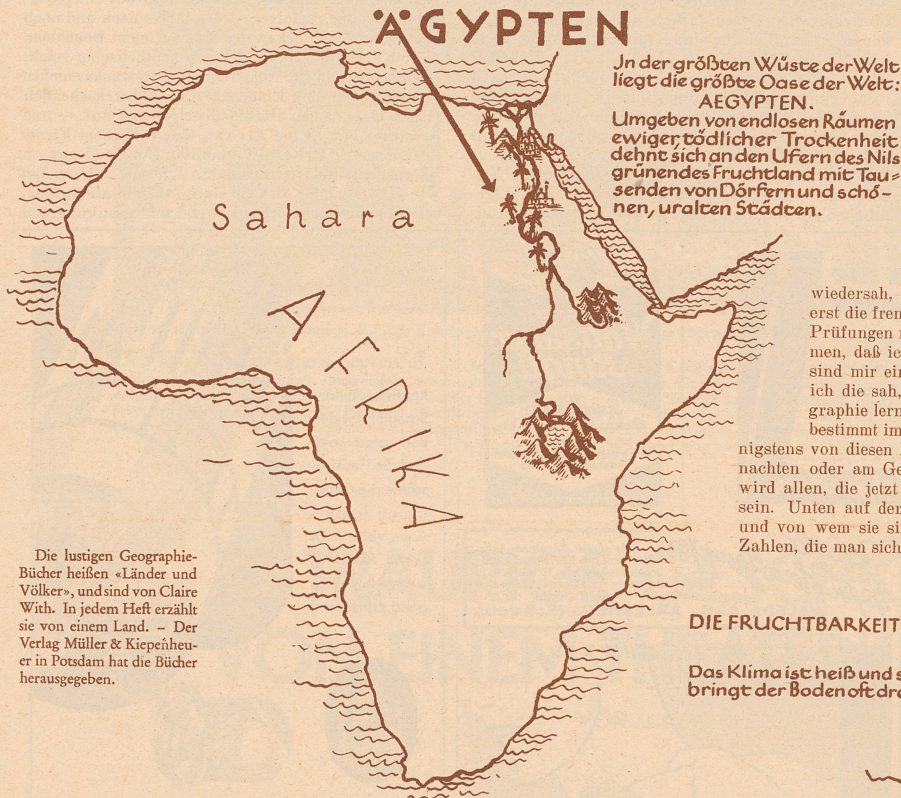 ÄGYPTEN
Jn der größten Wüste der Welt
liegt die größte Oase der Welt:
AEGYPTEN.
Umgeben von endlosen Räumen
ewiger, tödlicher Trockenheit
dehnt sich an den Ufern des Nils
grünendes Fruchtland mit Tau-
senden von Dörfern und schö-
nen, uralten Städten.
Sahara
AFRIKA
wiedersah,
erst die frem
Prüfungen
men, daß ic
sind mir ein
ich die sah,
graphie lern
bestimmt im
nigstens von diesen
nachten oder am Ge
wird allen, die jetzt
sein. Unten auf der
und von wem sie si
Zahlen, die man sich
Die lustigen Geographie-
Bücher heißen «Länder und
Völker», und sind von Claire
With. In jedem Heft erzählt
sie von einem Land. – Der
Verlag Müller & Kiepenheu-
er in Potsdam hat die Bücher
herausgegeben.
DIE FRUCHTBARKEIT
Das Klima ist heiß und s
bringt der Boden oft dre